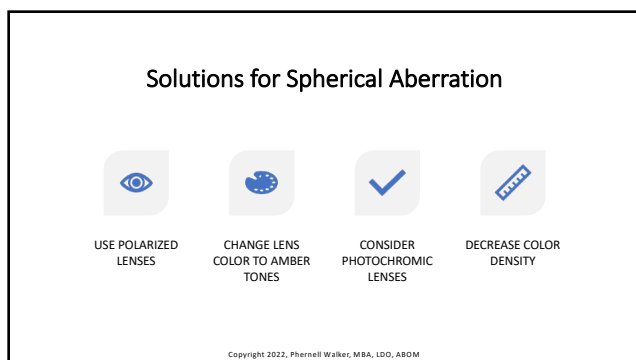 Solutions for Spherical Aberration
USE POLARIZED
LENSES
CHANGE LENS
COLOR TO AMBER
TONES
CONSIDER
PHOTOCHROMIC
LENSES
DECREASE COLOR
DENSITY
Copyright 2022, Phernell Walker, MBA, LDO, ABOM